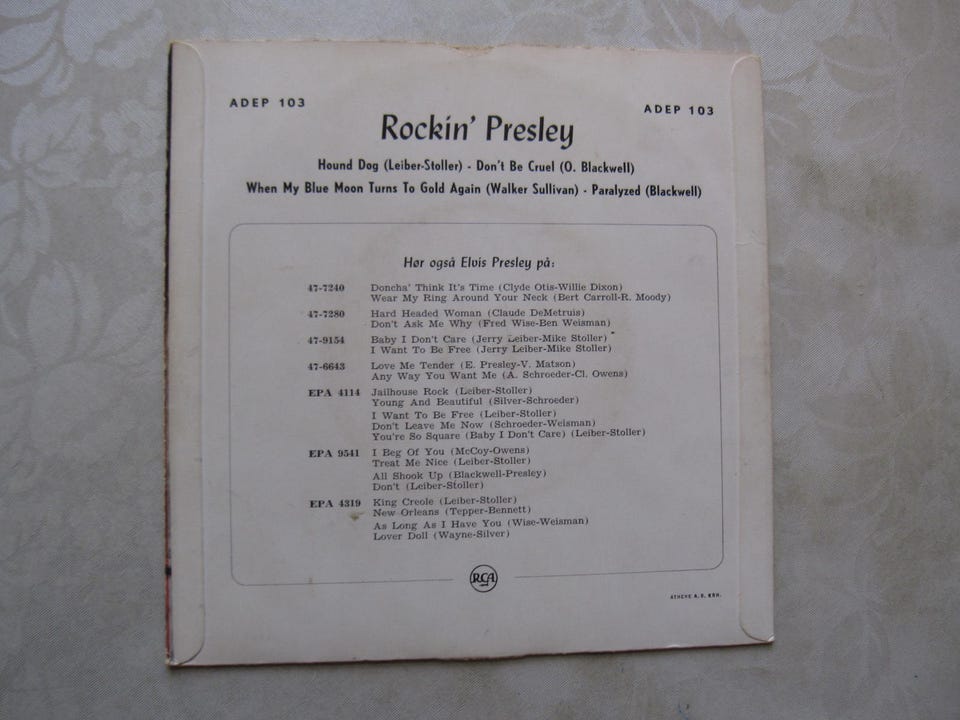 ADEP 103
ADEP 103
Rockin' Presley
Hound Dog (Leiber-Stoller) - Don't Be Cruel (O. Blackwell)
When My Blue Moon Turns To Gold Again (Walker Sullivan) - Paralyzed (Blackwell)
Hør også Elvis Presley på:
47-7240 Doncha' Think It's Time (Clyde Otis-Willie Dixon)
Wear My Ring Around Your Neck (Bert Carroll-R. Moody)
47-7280 Hard Headed Woman (Claude DeMetruis)
Don't Ask Me Why (Fred Wise-Ben Weisman)
47-9154 Baby I Don't Care (Jerry Leiber-Mike Stoller)
I Want To Be Free (Jerry Leiber-Mike Stoller)
47-6643 Love Me Tender (E. Presley-V. Matson)
Any Way You Want Me (A. Schroeder-Cl. Owens)
EPA 4114 Jailhouse Rock (Leiber-Stoller)
Young And Beautiful (Silver-Schroeder)
I Want To Be Free (Leiber-Stoller)
Don't Leave Me Now (Schroeder-Weisman)
You're So Square (Baby I Don't Care) (Leiber-Stoller)
EPA 9541 I Beg Of You (McCoy-Owens)
Treat Me Nice (Leiber-Stoller)
All Shook Up (Blackwell-Presley)
Don't (Leiber-Stoller)
EPA 4319 King Creole (Leiber-Stoller)
New Orleans (Tepper-Bennett)
As Long As I Have You (Wise-Weisman)
Lover Doll (Wayne-Silver)
RCA
ATHENE A. S. KBH.